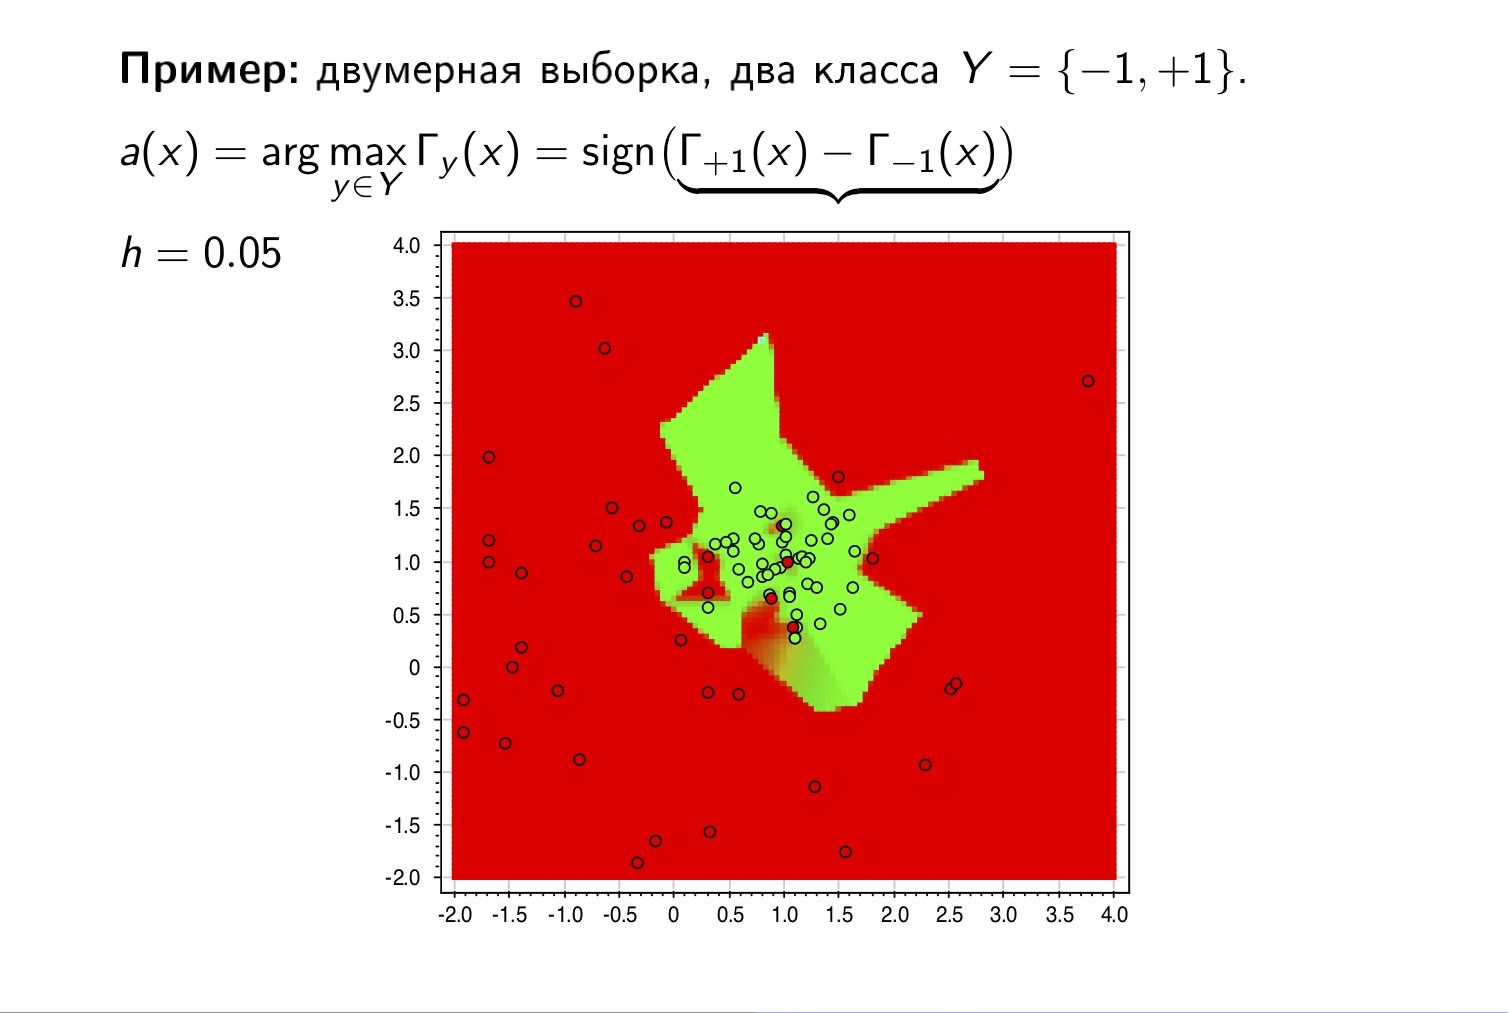 Пример: двумерная выборка, два класса Y = {−1, +1}.
a(x) = arg max Γ_y(x) = sign(Γ_{+1}(x) − Γ_{−1}(x))
y∈Y
h = 0.05
4.0
3.5
3.0
2.5
2.0
1.5
1.0
0.5
0
-0.5
-1.0
-1.5
-2.0
-2.0 -1.5 -1.0 -0.5 0 0.5 1.0 1.5 2.0 2.5 3.0 3.5 4.0